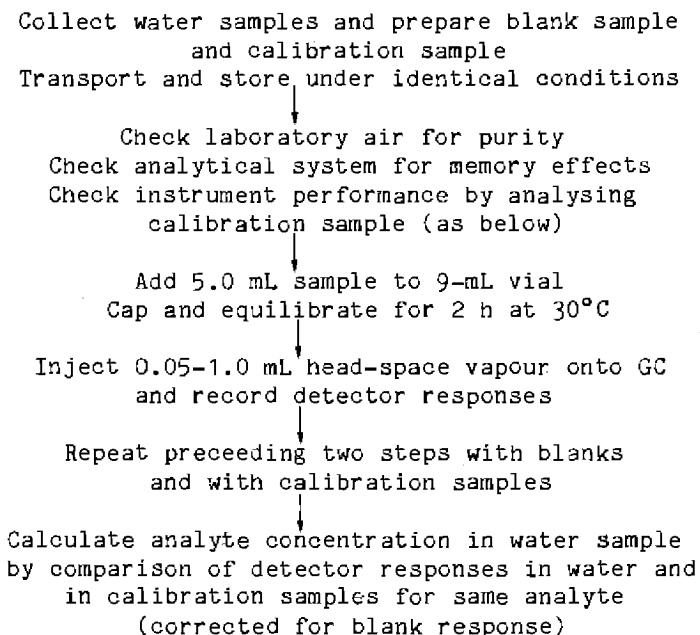 Collect water samples and prepare blank sample
and calibration sample
Transport and store under identical conditions
Check laboratory air for purity
Check analytical system for memory effects
Check instrument performance by analysing
calibration sample (as below)
Add 5.0 mL sample to 9-mL vial
Cap and equilibrate for 2 h at 30°C
Inject 0.05-1.0 mL head-space vapour onto GC
and record detector responses
Repeat preceeding two steps with blanks
and with calibration samples
Calculate analyte concentration in water sample
by comparison of detector responses in water and
in calibration samples for same analyte
(corrected for blank response)